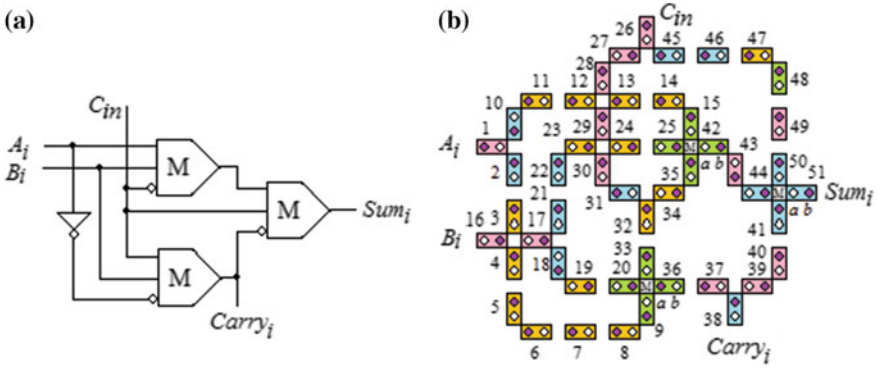 (a)
C_in
A_i
B_i
M
M
Sum_i
M
Carry_i
(b)
26 C_in
27 45 46 47
28 48
11 12 13 14
10 15
1 23 29 24 25 42 43 49
A_i M
a b
2 22 30 35 44 50 51
M Sum_i
21 31 a b
16 3 17 32 34 41
B_i
33 40
4 18 19 20 36 37 39
M
a b
5 9 38
6 7 8 Carry_i